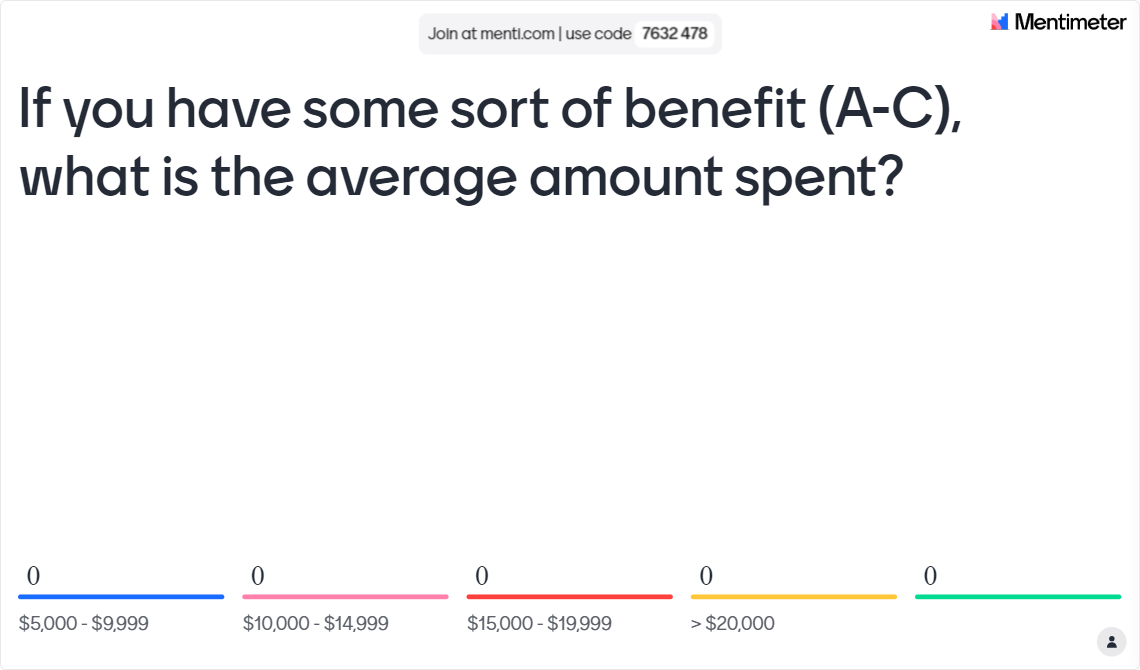 Join at menti.com | use code 7632 478
Mentimeter
If you have some sort of benefit (A-C),
what is the average amount spent?
0 0 0 0 0
$5,000 - $9,999 $10,000 - $14,999 $15,000 - $19,999 > $20,000